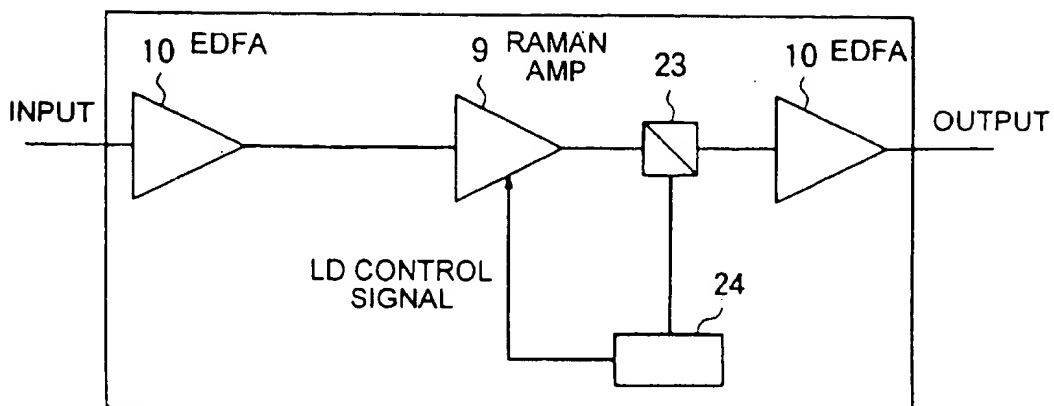 10 EDFA
9 RAMAN
AMP
23
10 EDFA
INPUT
OUTPUT
LD CONTROL
SIGNAL
24